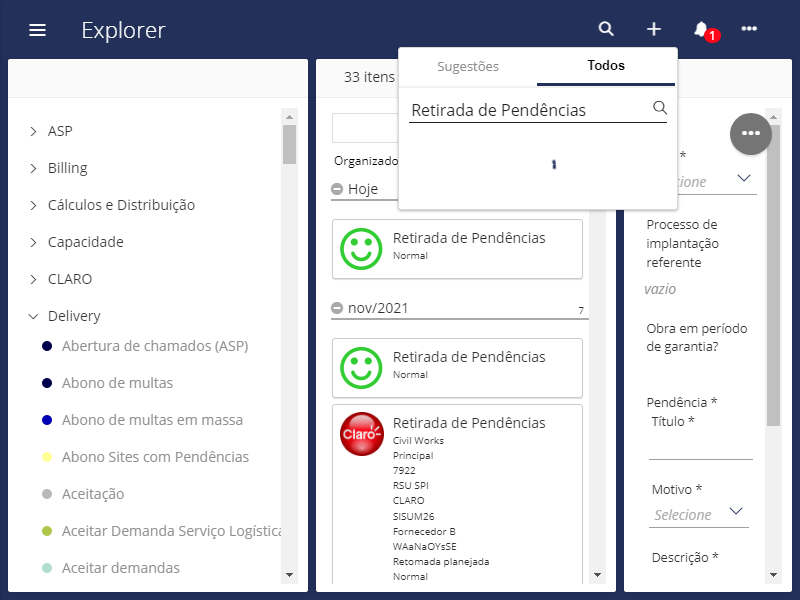 Explorer
1
ASP
Billing
Cálculos e Distribuição
Capacidade
CLARO
Delivery
Abertura de chamados (ASP)
Abono de multas
Abono de multas em massa
Abono Sites com Pendências
Aceitação
Aceitar Demanda Serviço Logística
Aceitar demandas
33 itens
Organizado
Hoje
Retirada de Pendências
Normal
nov/2021
7
Retirada de Pendências
Normal
Claro
Retirada de Pendências
Civil Works
Principal
7922
RSU SPI
CLARO
SISUM26
Fornecedor B
WAaNaOYsSE
Retomada planejada
Normal
Sugestões
Todos
Retirada de Pendências
*
cione
Processo de
implantação
referente
vazio
Obra em período
de garantia?
Pendência *
Título *
Motivo *
Selecione
Descrição *